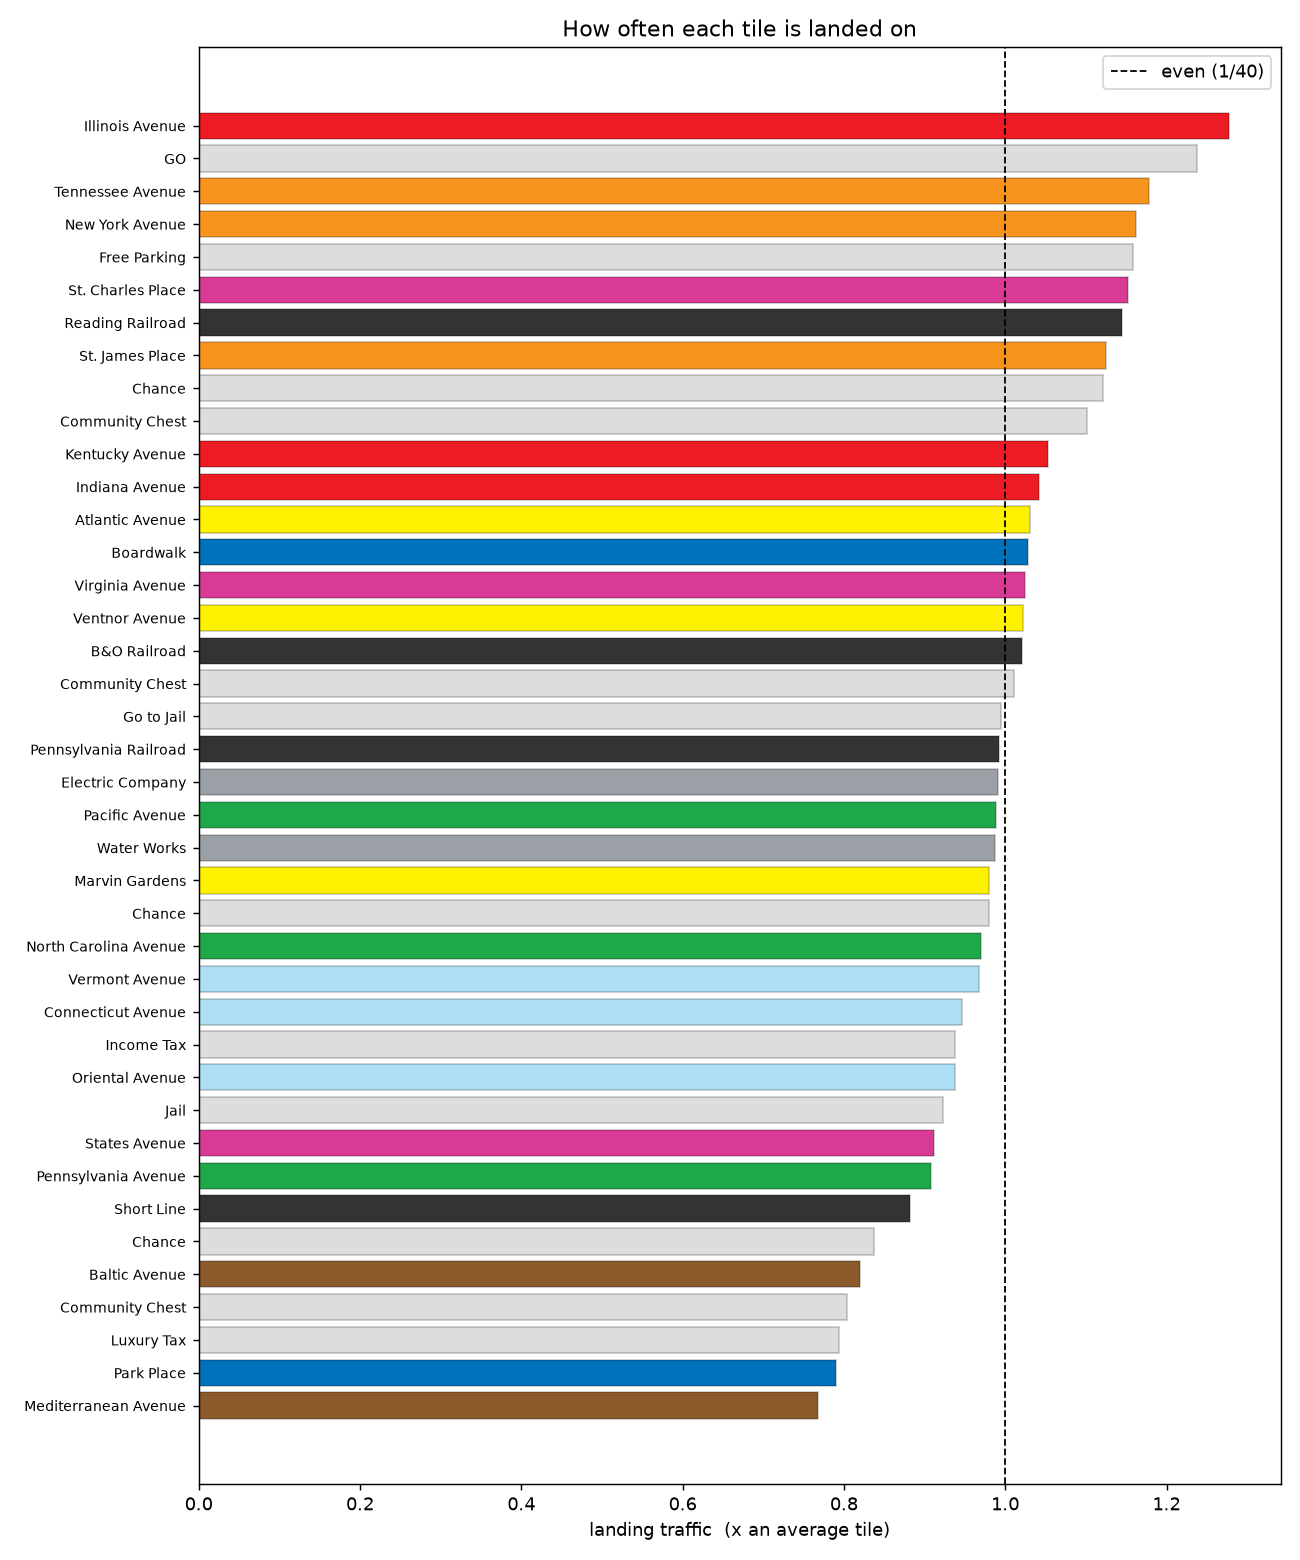 How often each tile is landed on
even (1/40)
Illinois Avenue
GO
Tennessee Avenue
New York Avenue
Free Parking
St. Charles Place
Reading Railroad
St. James Place
Chance
Community Chest
Kentucky Avenue
Indiana Avenue
Atlantic Avenue
Boardwalk
Virginia Avenue
Ventnor Avenue
B&O Railroad
Community Chest
Go to Jail
Pennsylvania Railroad
Electric Company
Pacific Avenue
Water Works
Marvin Gardens
Chance
North Carolina Avenue
Vermont Avenue
Connecticut Avenue
Income Tax
Oriental Avenue
Jail
States Avenue
Pennsylvania Avenue
Short Line
Chance
Baltic Avenue
Community Chest
Luxury Tax
Park Place
Mediterranean Avenue
0.0 0.2 0.4 0.6 0.8 1.0 1.2
landing traffic (x an average tile)